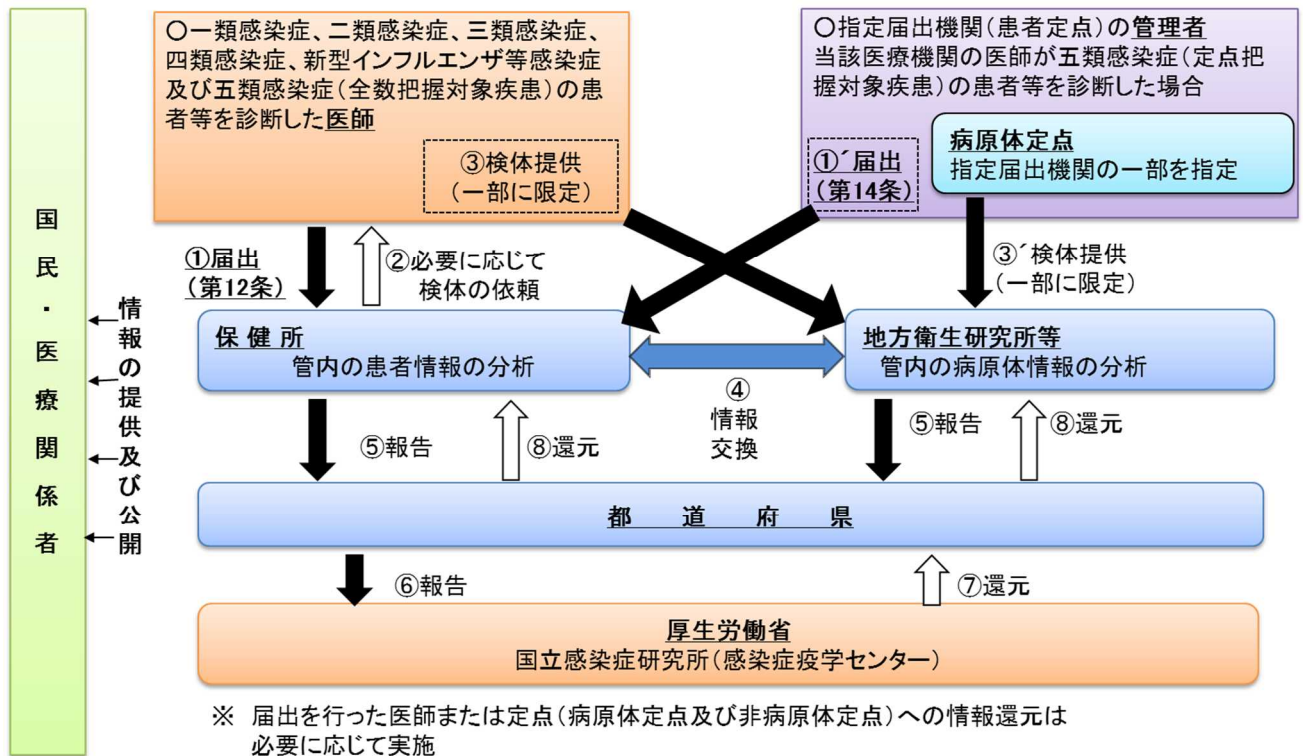 〇一類感染症、二類感染症、三類感染症、
四類感染症、新型インフルエンザ等感染症
及び五類感染症(全数把握対象疾患)の患
者等を診断した医師
③検体提供
(一部に限定)
〇指定届出機関(患者定点)の管理者
当該医療機関の医師が五類感染症(定点把
握対象疾患)の患者等を診断した場合
①´届出
(第14条)
病原体定点
指定届出機関の一部を指定
①届出
(第12条)
②必要に応じて
検体の依頼
③´検体提供
(一部に限定)
国民・医療関係者
情報の提供及び公開
保健所
管内の患者情報の分析
④
情報
交換
地方衛生研究所等
管内の病原体情報の分析
⑤報告
⑧還元
⑤報告
⑧還元
都道府県
⑥報告
⑦還元
厚生労働省
国立感染症研究所(感染症疫学センター)
※ 届出を行った医師または定点(病原体定点及び非病原体定点)への情報還元は
必要に応じて実施